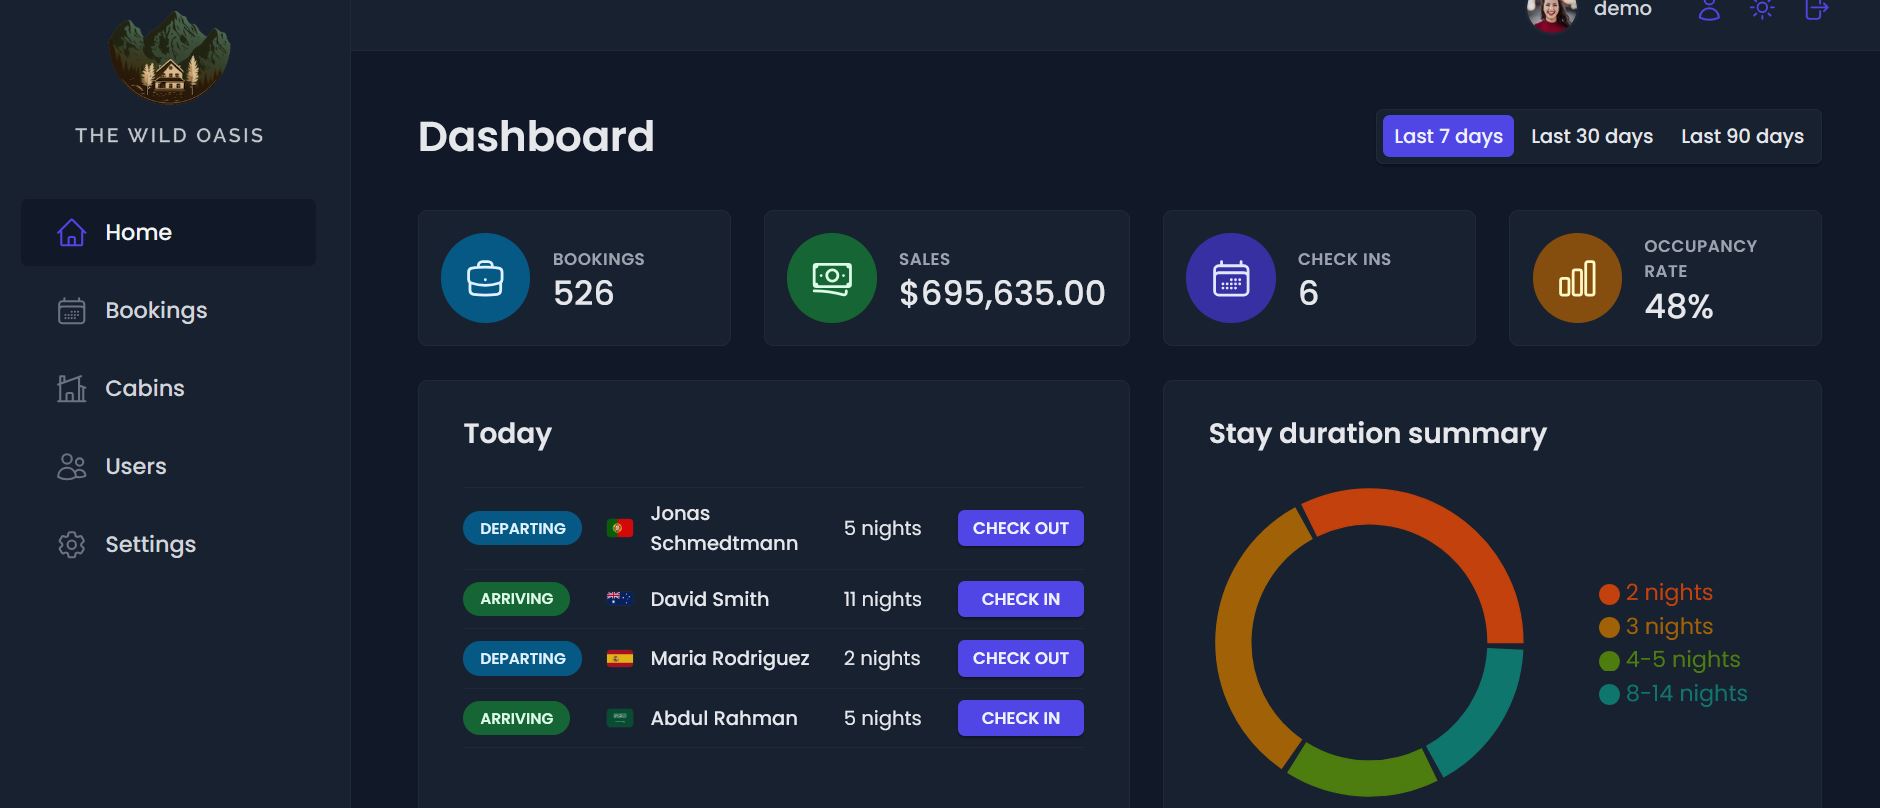 THE WILD OASIS
Home
Bookings
Cabins
Users
Settings
demo
Dashboard
Last 7 days Last 30 days Last 90 days
BOOKINGS
526
SALES
$695,635.00
CHECK INS
6
OCCUPANCY
RATE
48%
Today
DEPARTING Jonas
Schmedtmann 5 nights CHECK OUT
ARRIVING David Smith 11 nights CHECK IN
DEPARTING Maria Rodriguez 2 nights CHECK OUT
ARRIVING Abdul Rahman 5 nights CHECK IN
Stay duration summary
2 nights
3 nights
4-5 nights
8-14 nights